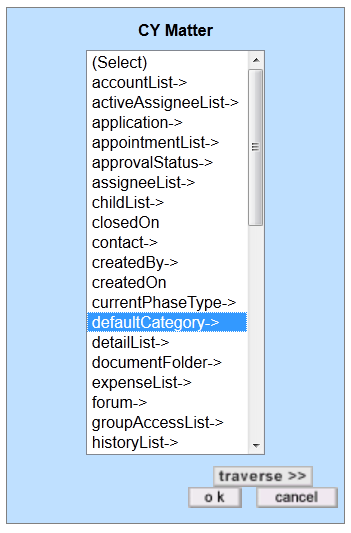 CY Matter
(Select)
accountList->
activeAssigneeList->
application->
appointmentList->
approvalStatus->
assigneeList->
childList->
closedOn
contact->
createdBy->
createdOn
currentPhaseType->
defaultCategory->
detailList->
documentFolder->
expenseList->
forum->
groupAccessList->
historyList->
traverse >>
o k cancel